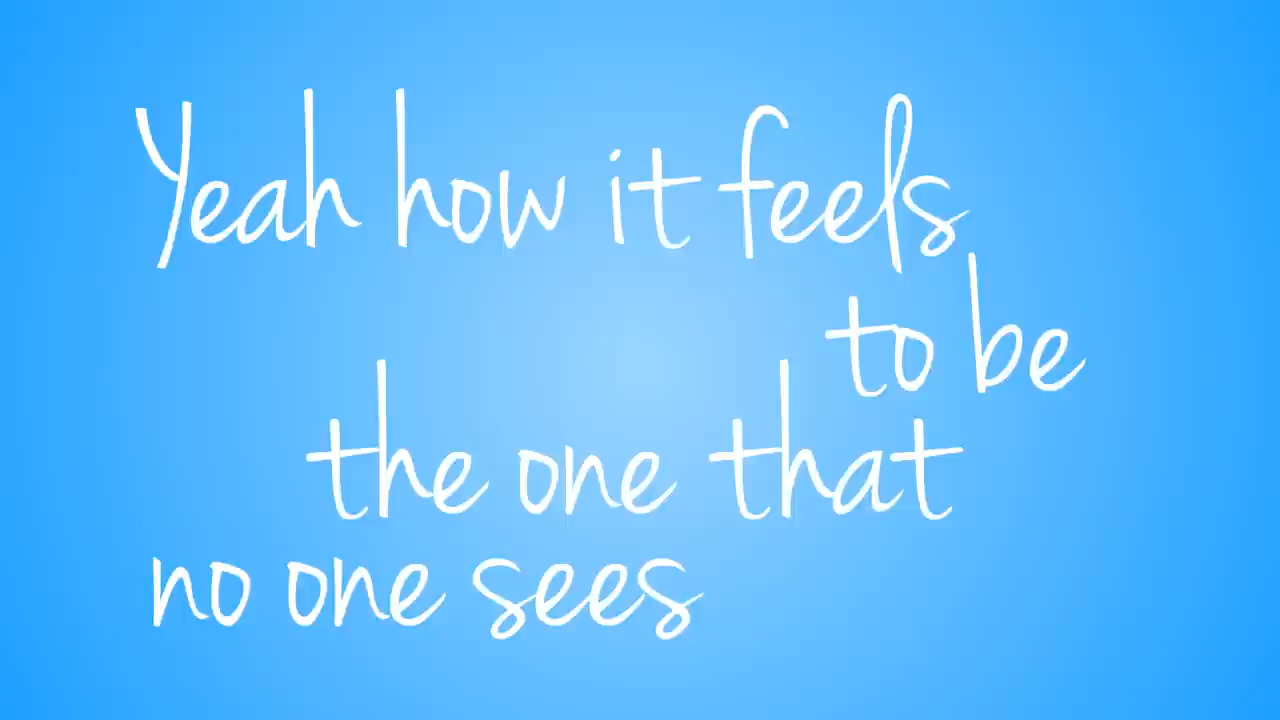 Yeah how it feels
to be
the one that
no one sees